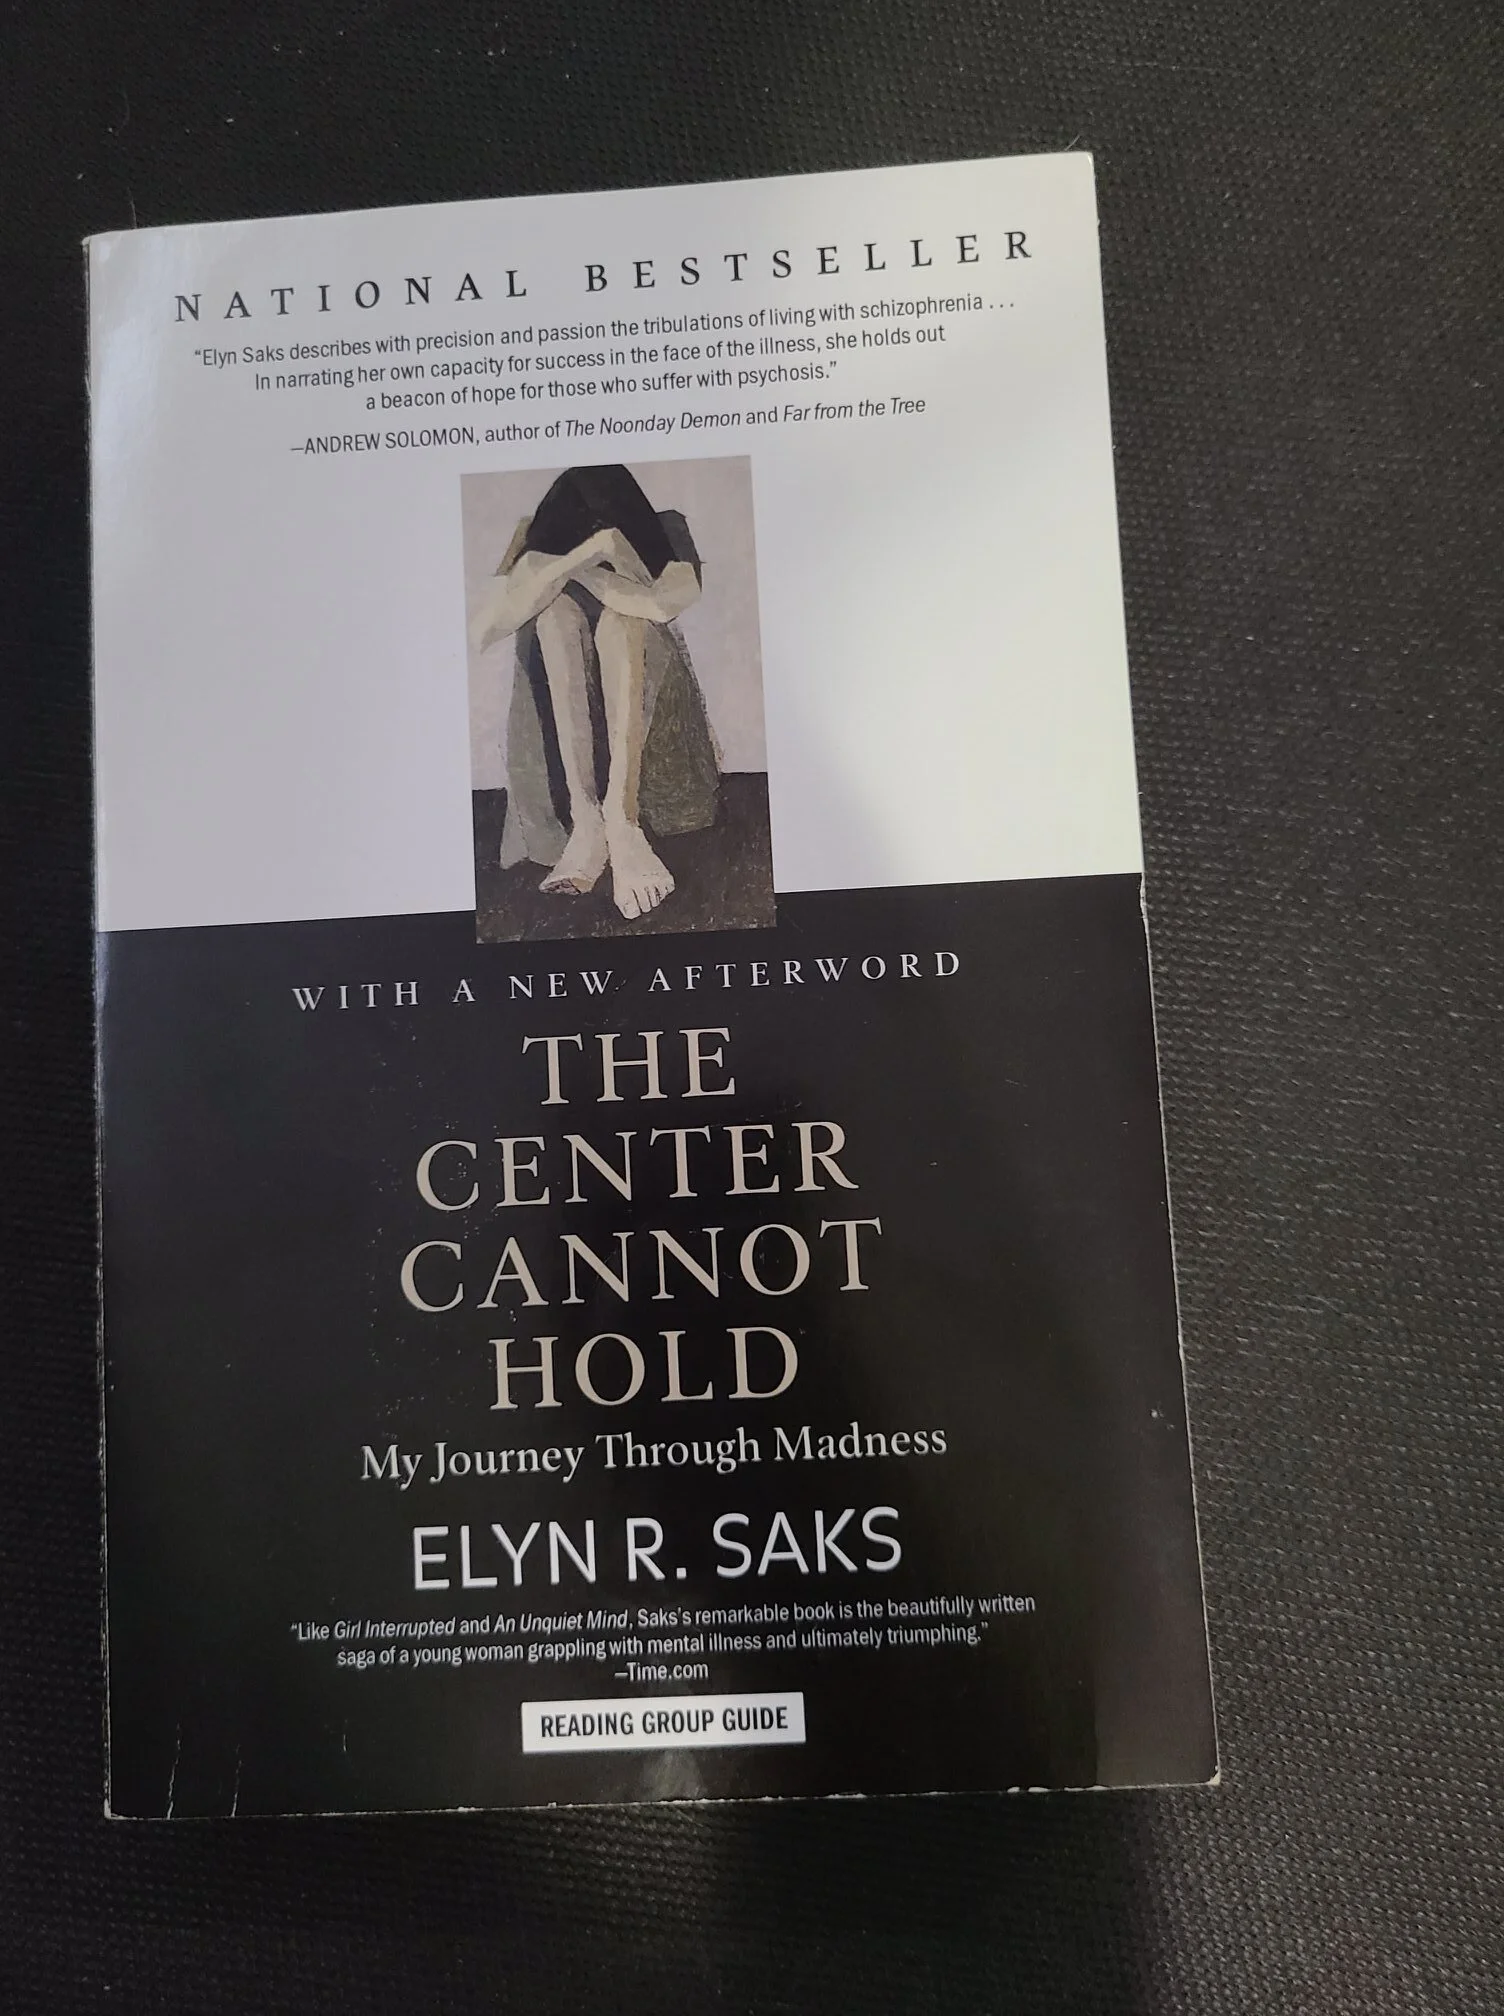 NATIONAL BESTSELLER
“Elyn Saks describes with precision and passion the tribulations of living with schizophrenia . . .
In narrating her own capacity for success in the face of the illness, she holds out
a beacon of hope for those who suffer with psychosis.”
—ANDREW SOLOMON, author of The Noonday Demon and Far from the Tree
WITH A NEW AFTERWORD
THE
CENTER
CANNOT
HOLD
My Journey Through Madness
ELYN R. SAKS
“Like Girl Interrupted and An Unquiet Mind, Saks’s remarkable book is the beautifully written
saga of a young woman grappling with mental illness and ultimately triumphing.”
—Time.com
READING GROUP GUIDE